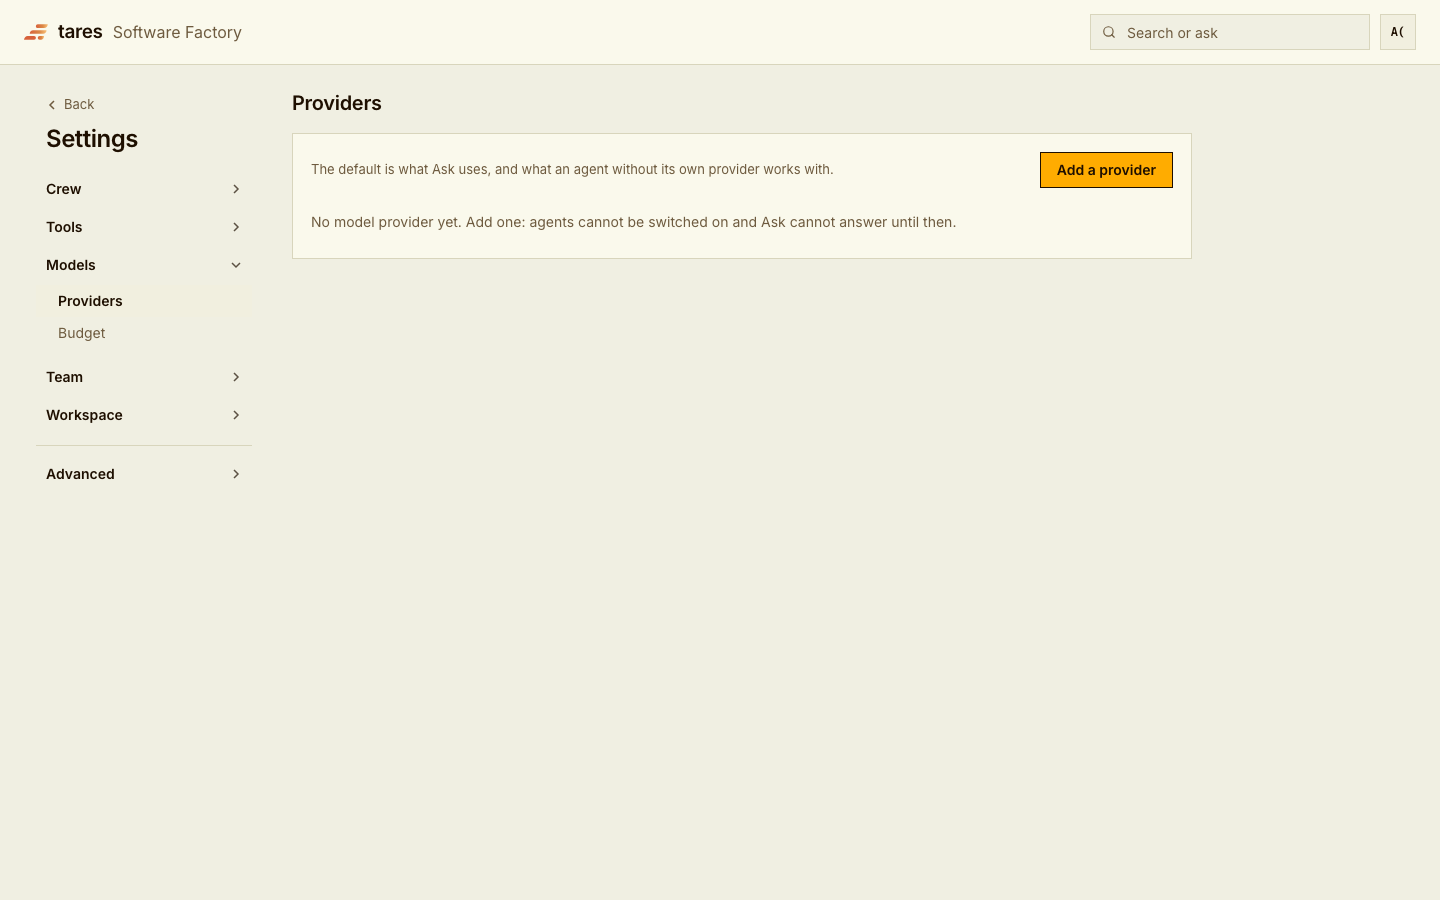 tares Software Factory
Search or ask
A(
Back
Settings
Crew
Tools
Models
Providers
Budget
Team
Workspace
Advanced
Providers
The default is what Ask uses, and what an agent without its own provider works with.
Add a provider
No model provider yet. Add one: agents cannot be switched on and Ask cannot answer until then.